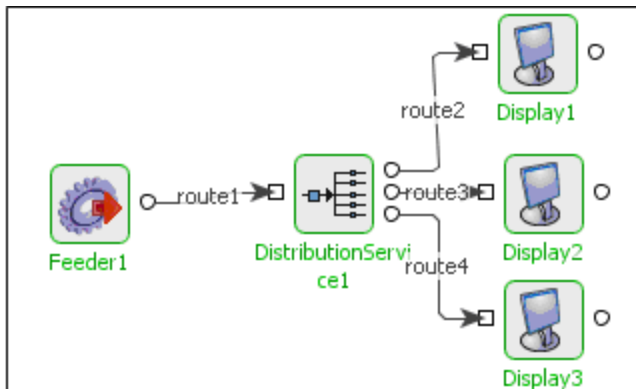 route2
Display1
route1
route3
Feeder1
DistributionServi
ce1
Display2
route4
Display3